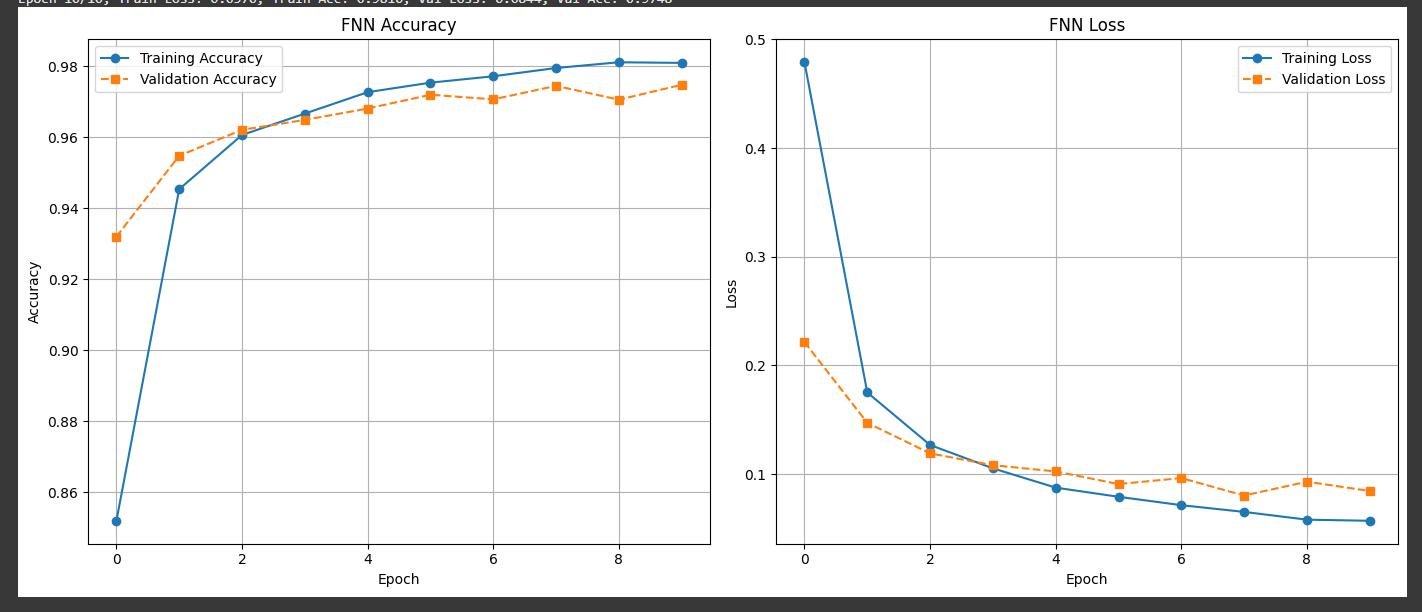 FNN Accuracy
Training Accuracy
Validation Accuracy
0.98
0.96
0.94
0.92
0.90
0.88
0.86
Accuracy
0
2
4
6
8
Epoch
FNN Loss
Training Loss
Validation Loss
0.5
0.4
0.3
0.2
0.1
Loss
0
2
4
6
8
Epoch